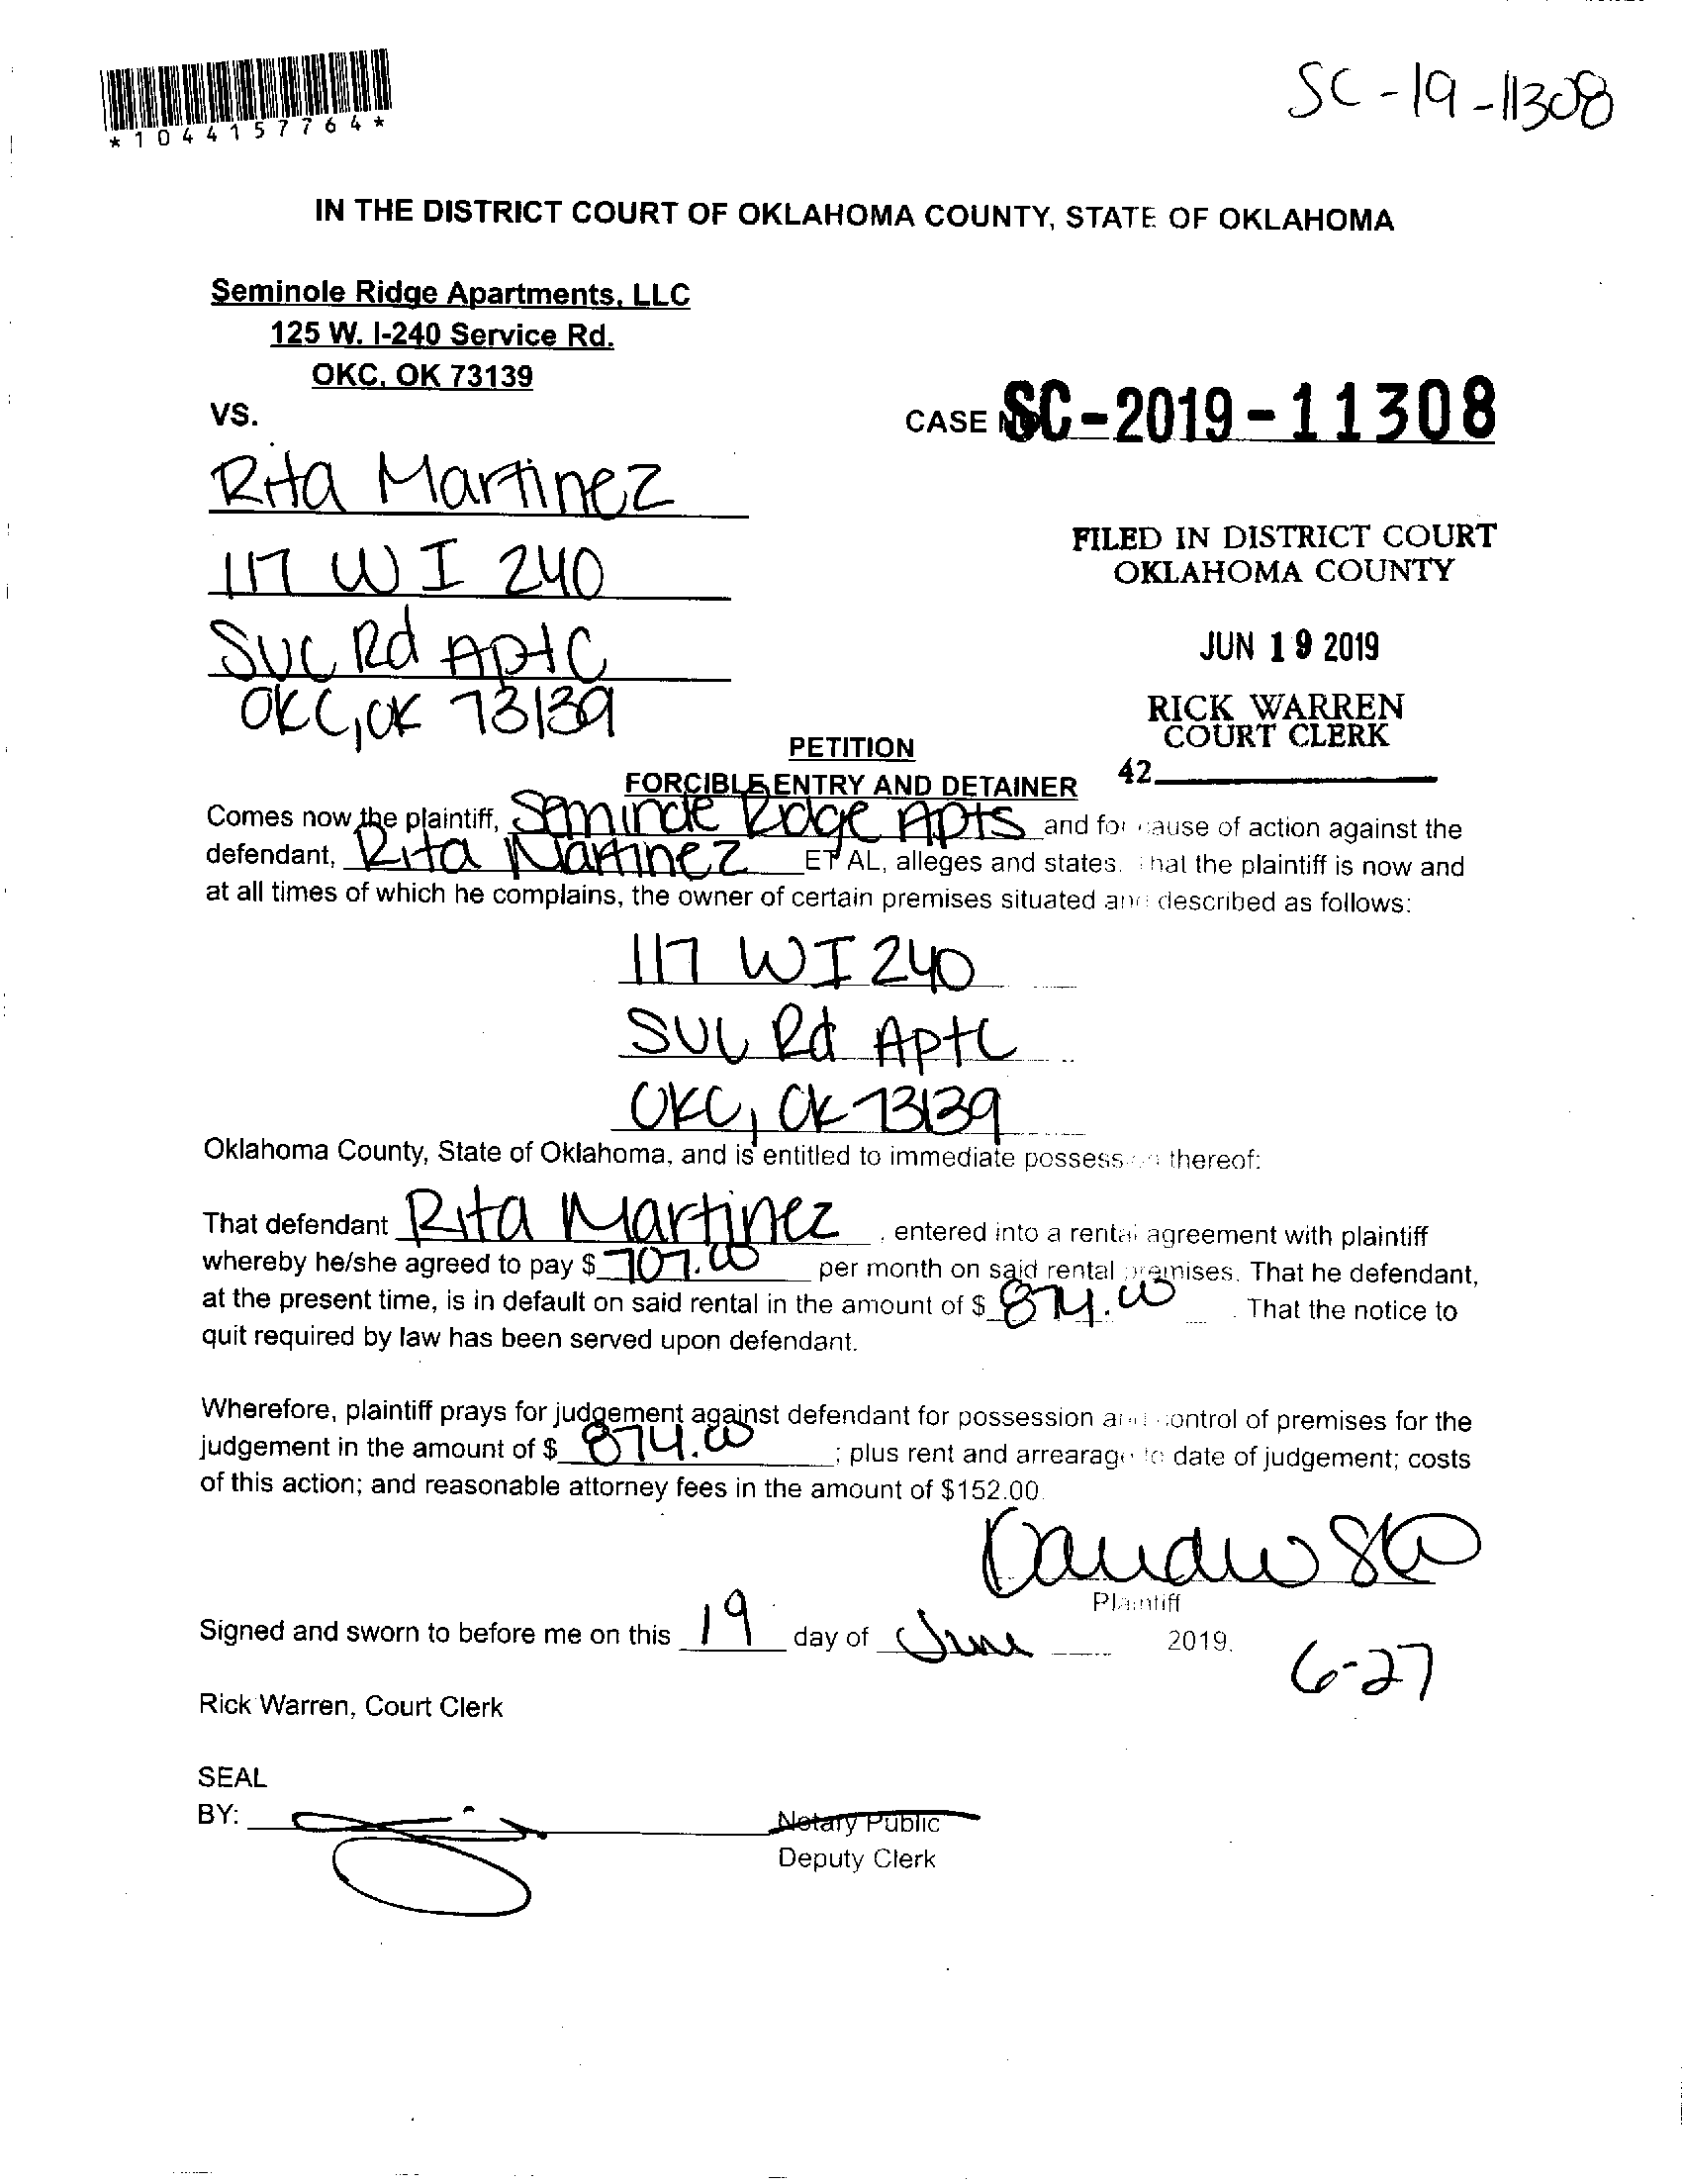 *1044157764*
SC-19-11308
IN THE DISTRICT COURT OF OKLAHOMA COUNTY, STATE OF OKLAHOMA
Seminole Ridge Apartments, LLC
125 W. I-240 Service Rd.
OKC, OK 73139
VS.
CASE SC-2019-11308
Rita Martinez
117 W I 240
SVC Rd Apt C
OKC, OK 73139
FILED IN DISTRICT COURT
OKLAHOMA COUNTY
JUN 19 2019
RICK WARREN
COURT CLERK
42
PETITION
FORCIBLE ENTRY AND DETAINER
Comes now the plaintiff, Seminole Ridge Apts and for cause of action against the
defendant, Rita Martinez ET AL, alleges and states. That the plaintiff is now and
at all times of which he complains, the owner of certain premises situated and described as follows:
117 W I 240
SVC Rd Apt C
OKC, OK 73139
Oklahoma County, State of Oklahoma, and is entitled to immediate possession thereof:
That defendant Rita Martinez, entered into a rental agreement with plaintiff
whereby he/she agreed to pay $ 707.00 per month on said rental premises. That he defendant,
at the present time, is in default on said rental in the amount of $ 874.00. That the notice to
quit required by law has been served upon defendant.
Wherefore, plaintiff prays for judgement against defendant for possession and control of premises for the
judgement in the amount of $ 874.00; plus rent and arrearage to date of judgement; costs
of this action; and reasonable attorney fees in the amount of $152.00.
Plaintiff
Signed and sworn to before me on this 19 day of June 2019.
6-27
Rick Warren, Court Clerk
SEAL
BY:
Notary Public
Deputy Clerk